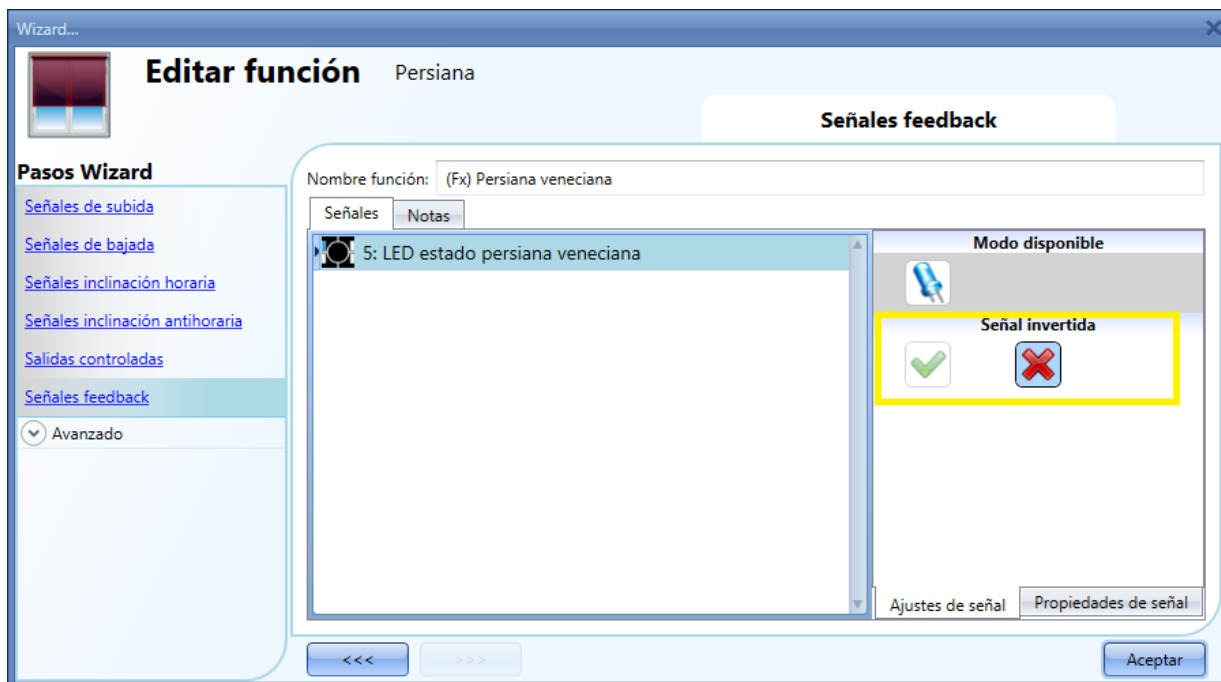 Wizard...
Editar función Persiana
Señales feedback
Pasos Wizard
Señales de subida
Señales de bajada
Señales inclinación horaria
Señales inclinación antihoraria
Salidas controladas
Señales feedback
Avanzado
Nombre función: (Fx) Persiana veneciana
Señales Notas
5: LED estado persiana veneciana
Modo disponible
Señal invertida
Ajustes de señal Propiedades de señal
<<< >>> Aceptar